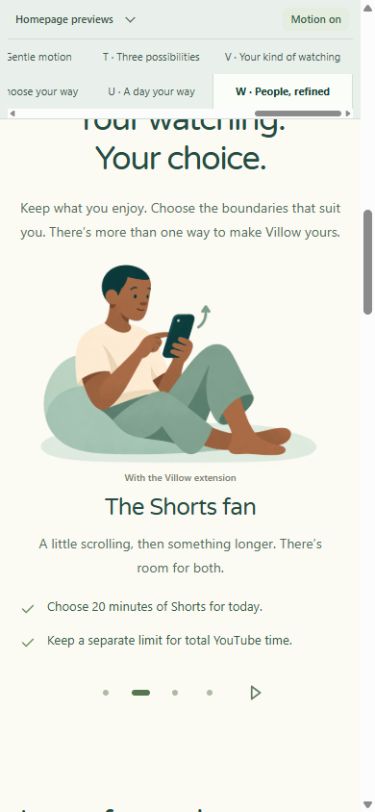 Homepage previews
Motion on
Gentle motion
T · Three possibilities
V · Your kind of watching
hoose your way
U · A day your way
W · People, refined
Your watching.
Your choice.
Keep what you enjoy. Choose the boundaries that suit
you. There's more than one way to make Villow yours.
With the Villow extension
The Shorts fan
A little scrolling, then something longer. There's
room for both.
Choose 20 minutes of Shorts for today.
Keep a separate limit for total YouTube time.